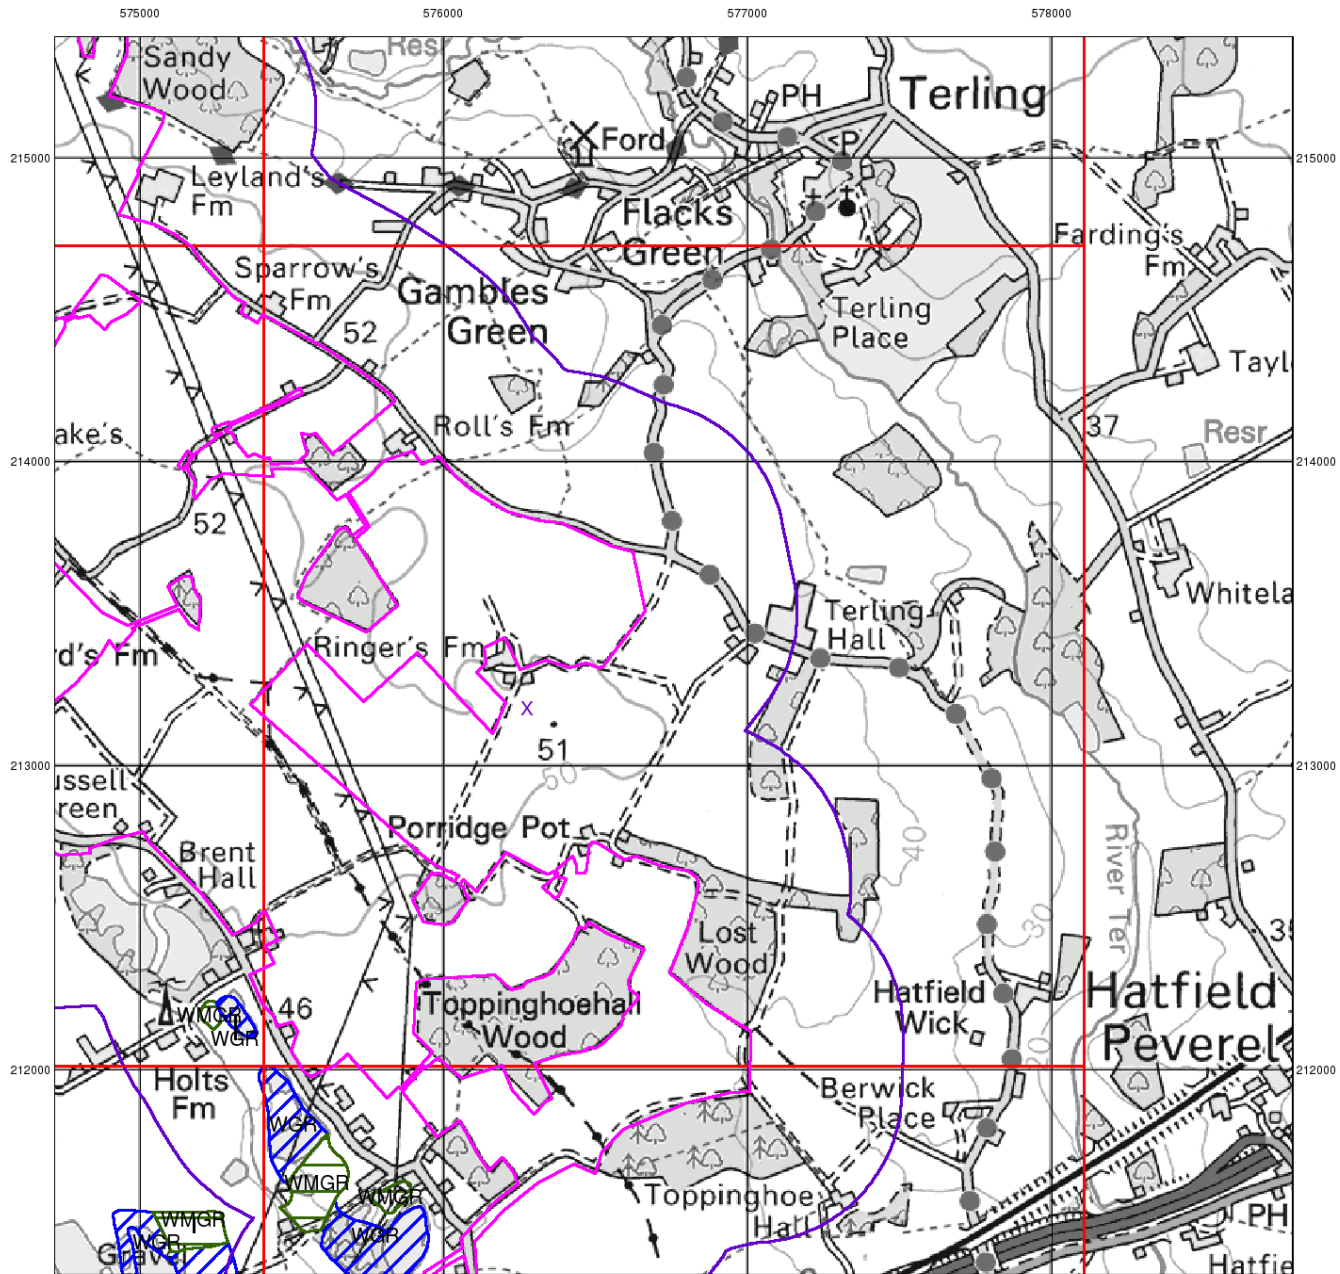 575000
576000
577000
578000
Res
Sandy
Wood
PH
Terling
Ford
P
215000
215000
Leyland's
Fm
Flacks
Green
Farding's
Fm
Sparrow's
Fm
Gambles
Green
Terling
Place
52
Tayl
Roll's Fm
ake's
37
Resr
214000
214000
52
Whitela
Terling
Hall
Ringer's Fm
rd's Fm
X
51
213000
213000
50
ussell
reen
Porridge Pot
40
Brent
Hall
River Ter
Lost
Wood
30
Hatfield
Wick
Hatfield
Peverel
46
Toppinghoehall
Wood
WMGR
WGR
212000
212000
Holts
Fm
Berwick
Place
WGR
WMGR
WMGR
Toppinghoe
Hall
WMGR
WGR
WGR
PH
Grave
Hatfie